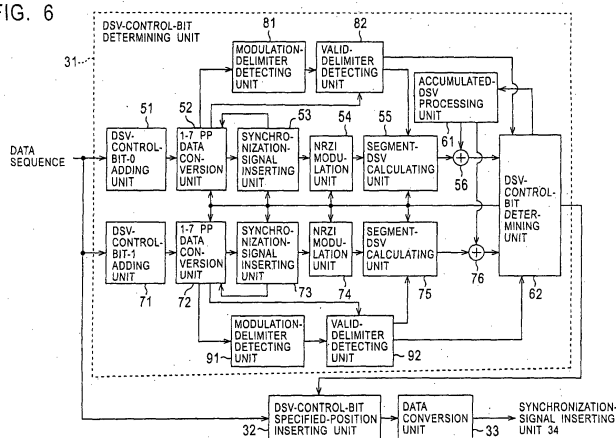 FIG. 6
DSV-CONTROL-BIT
DETERMINING UNIT
31
81
82
MODULATION-
DELIMITER
DETECTING
UNIT
VALID-
DELIMITER
DETECTING
UNIT
ACCUMULATED-
DSV
PROCESSING
UNIT
61
51
52
53
54
55
56
DATA
SEQUENCE
DSV-
CONTROL-
BIT-0
ADDING
UNIT
1-7 PP
DATA
CONVER-
SION
UNIT
SYNCHRO-
NIZATION-
SIGNAL
INSERTING
UNIT
NRZI
MODU-
LATION
UNIT
SEGMENT-
DSV
CALCULATING
UNIT
DSV-
CONTROL-
BIT
DETER-
MINING
UNIT
62
DSV-
CONTROL-
BIT-1
ADDING
UNIT
1-7 PP
DATA
CONVER-
SION
UNIT
SYNCHRO-
NIZATION-
SIGNAL
INSERTING
UNIT
NRZI
MODU-
LATION
UNIT
SEGMENT-
DSV
CALCULATING
UNIT
71
72
73
74
75
76
MODULATION-
DELIMITER
DETECTING
UNIT
VALID-
DELIMITER
DETECTING
UNIT
91
92
DSV-CONTROL-BIT
SPECIFIED-POSITION
INSERTING UNIT
32
DATA
CONVERSION
UNIT
33
SYNCHRONIZATION-
SIGNAL INSERTING
UNIT 34